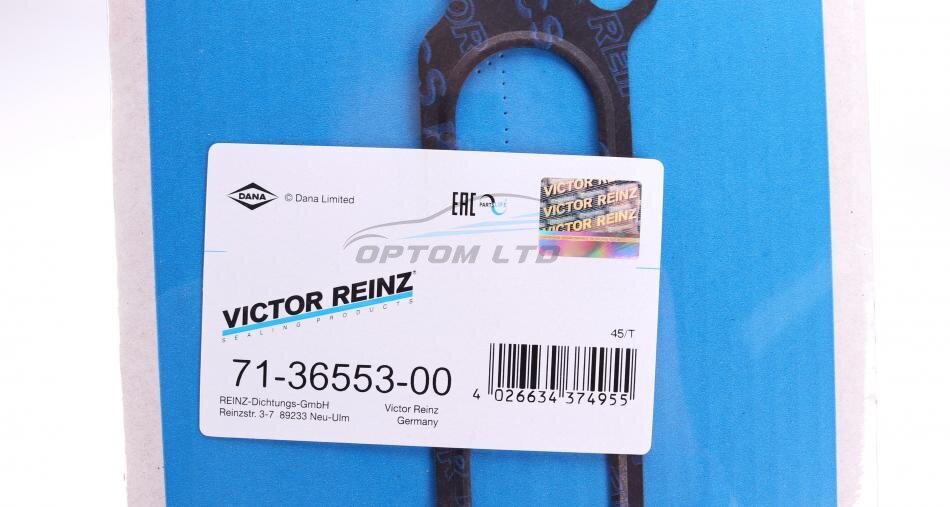 DANA
© Dana Limited
EAC
PARTSLIFE
VICTOR REINZ
VICTOR REINZ
VICTOR REINZ
OPTOM LTD
VICTOR REINZ®
SEALING PRODUCTS
45/T
71-36553-00
REINZ-Dichtungs-GmbH
Reinzstr. 3-7 89233 Neu-Ulm
Victor Reinz
Germany
4 026634 374955